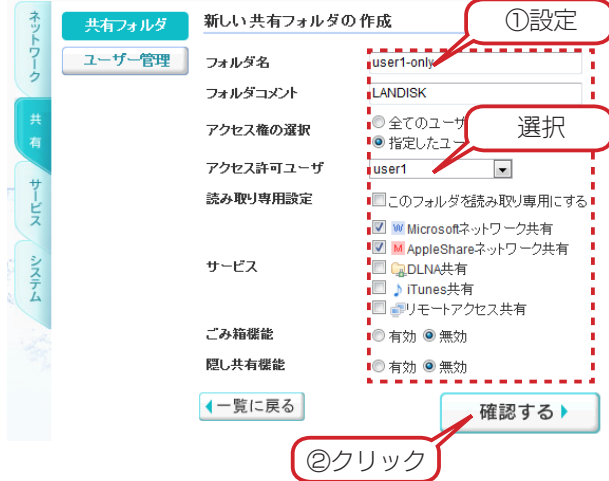 ネットワーク
共有
サービス
システム
共有フォルダ
ユーザー管理
新しい共有フォルダの作成
①設定
フォルダ名
user1-only
フォルダコメント
LANDISK
アクセス権の選択
全てのユーザ
指定したユー
選択
アクセス許可ユーザ
user1
読み取り専用設定
このフォルダを読み取り専用にする
サービス
W Microsoftネットワーク共有
M AppleShareネットワーク共有
DLNA共有
iTunes共有
リモートアクセス共有
ごみ箱機能
有効 無効
隠し共有機能
有効 無効
一覧に戻る
確認する
②クリック